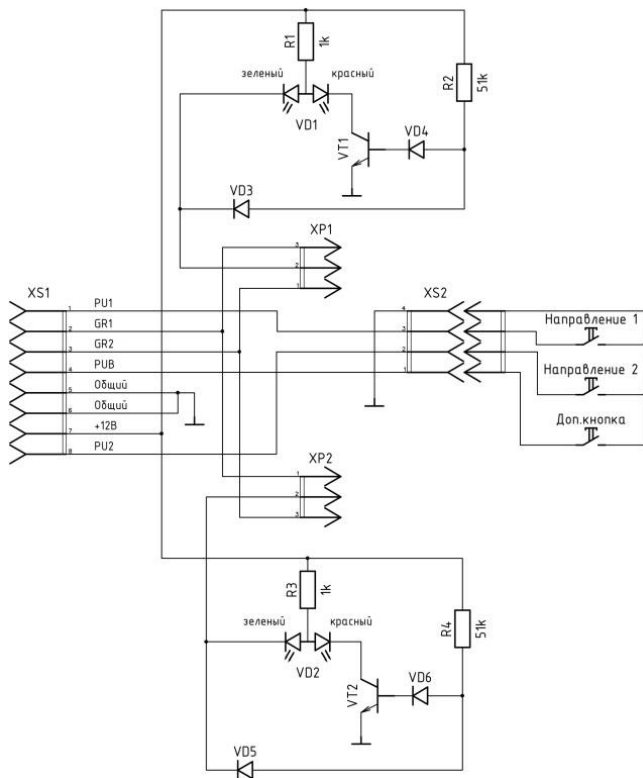 R1
1k
зеленый
красный
VD1
R2
51k
VT1
VD4
VD3
XP1
3
2
1
XS1
1 PU1
2 GR1
3 GR2
4 PUB
5 Общий
6 Общий
7 +12В
8 PU2
XS2
4
3
2
1
Направление 1
Направление 2
Доп.кнопка
XP2
1
2
3
R3
1k
зеленый
красный
VD2
R4
51k
VT2
VD6
VD5